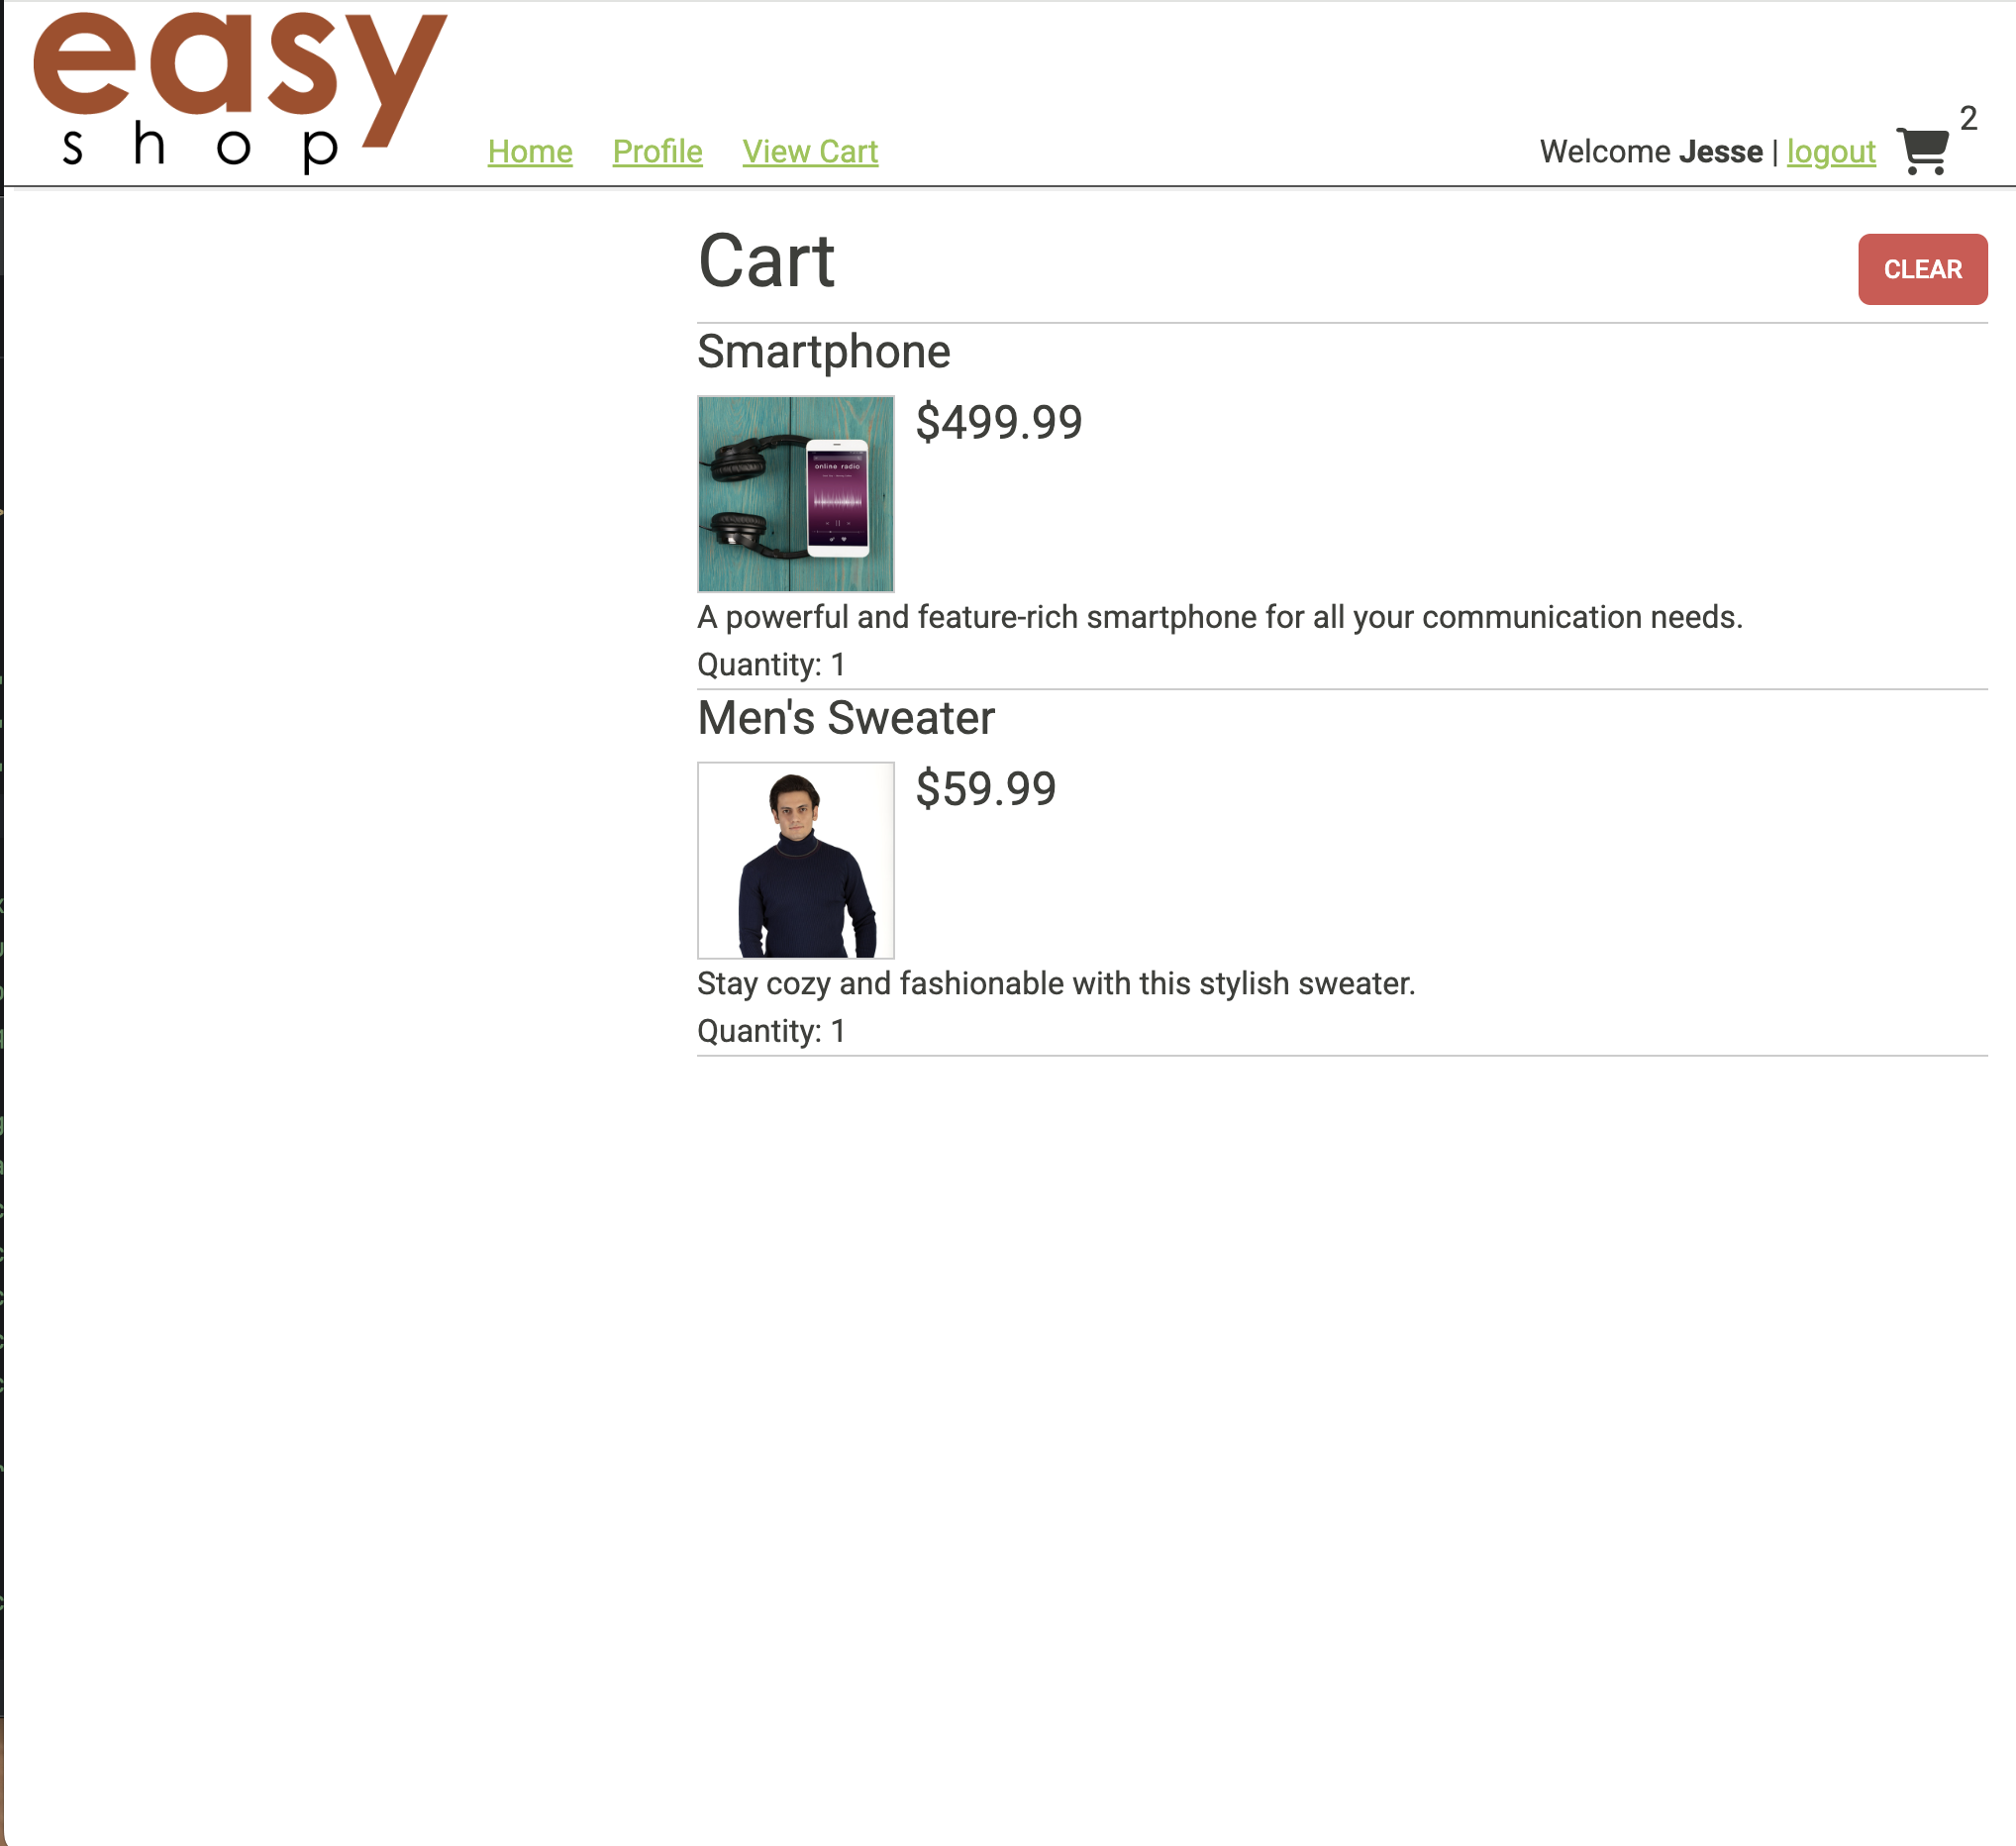 easy
shop
Home Profile View Cart
Welcome Jesse | logout
2
Cart
CLEAR
Smartphone
online radio
$499.99
A powerful and feature-rich smartphone for all your communication needs.
Quantity: 1
Men's Sweater
$59.99
Stay cozy and fashionable with this stylish sweater.
Quantity: 1